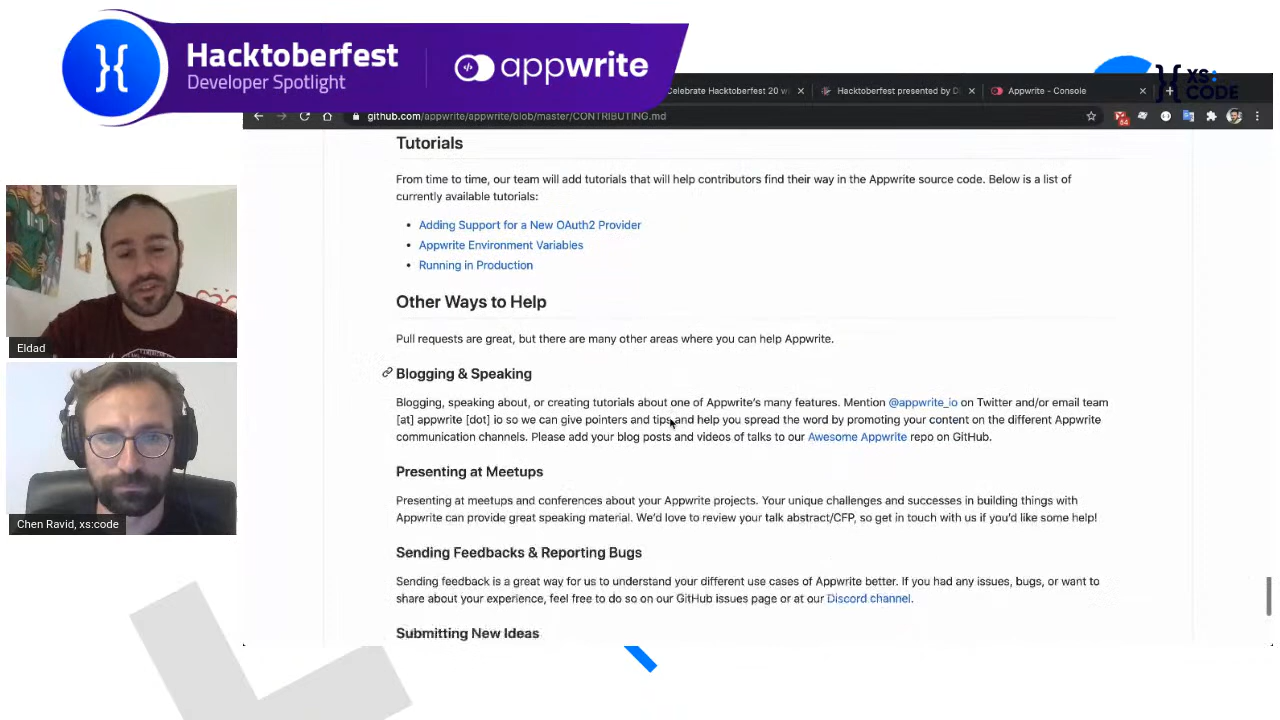 Hacktoberfest
Developer Spotlight
appwrite
Celebrate Hacktoberfest 20 w
Hacktoberfest presented by D
Appwrite - Console
XS:
CODE
github.com/appwrite/appwrite/blob/master/CONTRIBUTING.md
64
Tutorials
From time to time, our team will add tutorials that will help contributors find their way in the Appwrite source code. Below is a list of
currently available tutorials:
Adding Support for a New OAuth2 Provider
Appwrite Environment Variables
Running in Production
Other Ways to Help
Pull requests are great, but there are many other areas where you can help Appwrite.
Blogging & Speaking
Blogging, speaking about, or creating tutorials about one of Appwrite's many features. Mention @appwrite_io on Twitter and/or email team
[at] appwrite [dot] io so we can give pointers and tips and help you spread the word by promoting your content on the different Appwrite
communication channels. Please add your blog posts and videos of talks to our Awesome Appwrite repo on GitHub.
Presenting at Meetups
Presenting at meetups and conferences about your Appwrite projects. Your unique challenges and successes in building things with
Appwrite can provide great speaking material. We'd love to review your talk abstract/CFP, so get in touch with us if you'd like some help!
Sending Feedbacks & Reporting Bugs
Sending feedback is a great way for us to understand your different use cases of Appwrite better. If you had any issues, bugs, or want to
share about your experience, feel free to do so on our GitHub issues page or at our Discord channel.
Submitting New Ideas
Eldad
Chen Ravid, xs:code